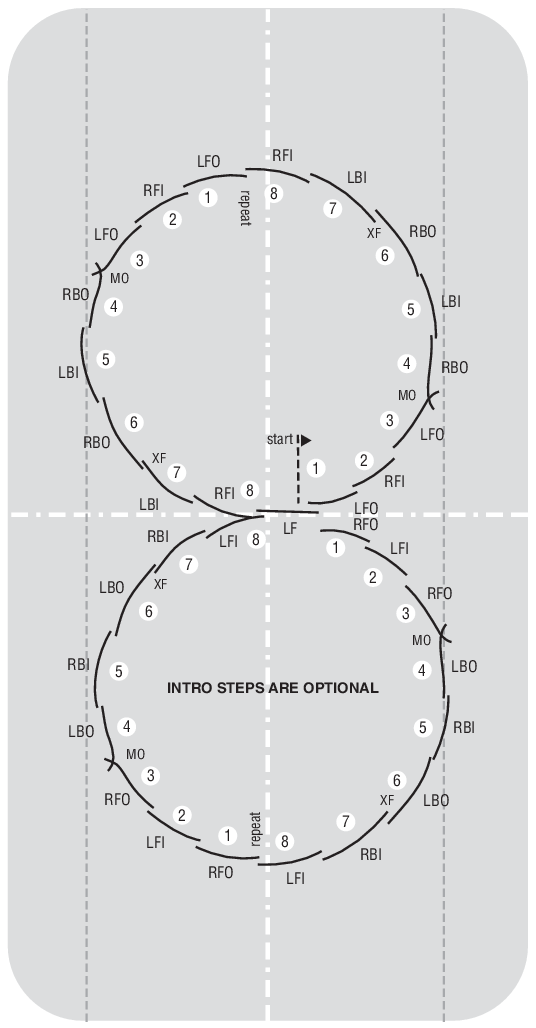 LFO
RFI
RFI
8
LBI
1
repeat
7
2
LFO
XF
RBO
3
6
MO
RBO
4
5
LBI
5
4
RBO
LBI
MO
3
LFO
6
RBO
start
XF
7
1
2
RFI
RFI
8
LBI
LFO
LF
RFO
RBI
LFI
8
1
LFI
7
2
XF
LBO
6
3
RFO
MO
RBI
5
4
LBO
INTRO STEPS ARE OPTIONAL
LBO
4
5
RBI
MO
3
6
XF
RFO
LBO
2
7
1
repeat
8
LFI
RBI
RFO
LFI